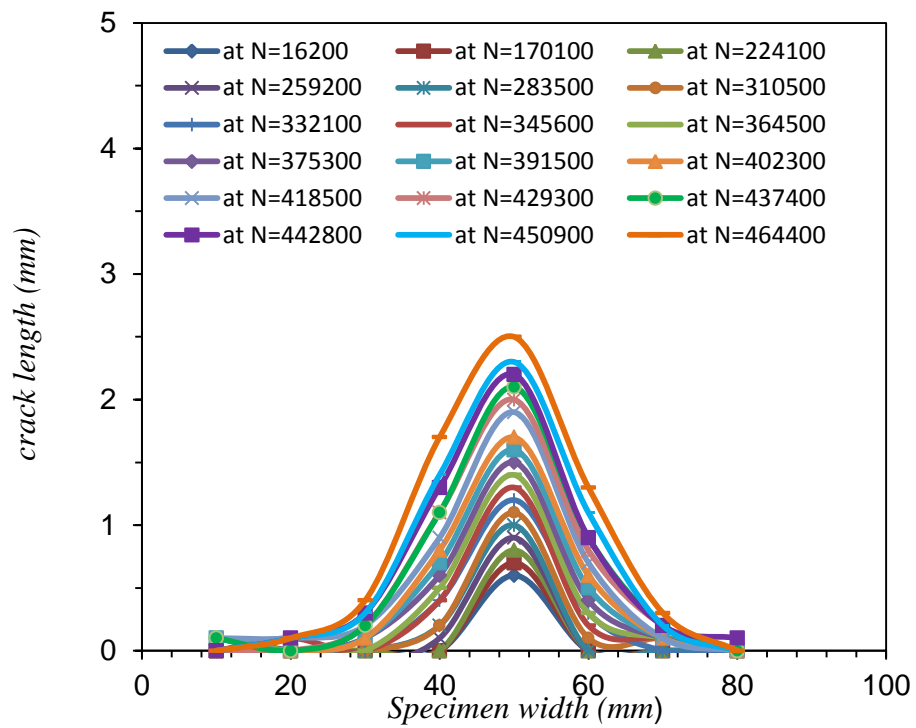 5
at N=16200 at N=170100 at N=224100
at N=259200 at N=283500 at N=310500
4
at N=332100 at N=345600 at N=364500
at N=375300 at N=391500 at N=402300
at N=418500 at N=429300 at N=437400
at N=442800 at N=450900 at N=464400
3
crack length (mm)
2
1
0
0 20 40 60 80 100
Specimen width (mm)